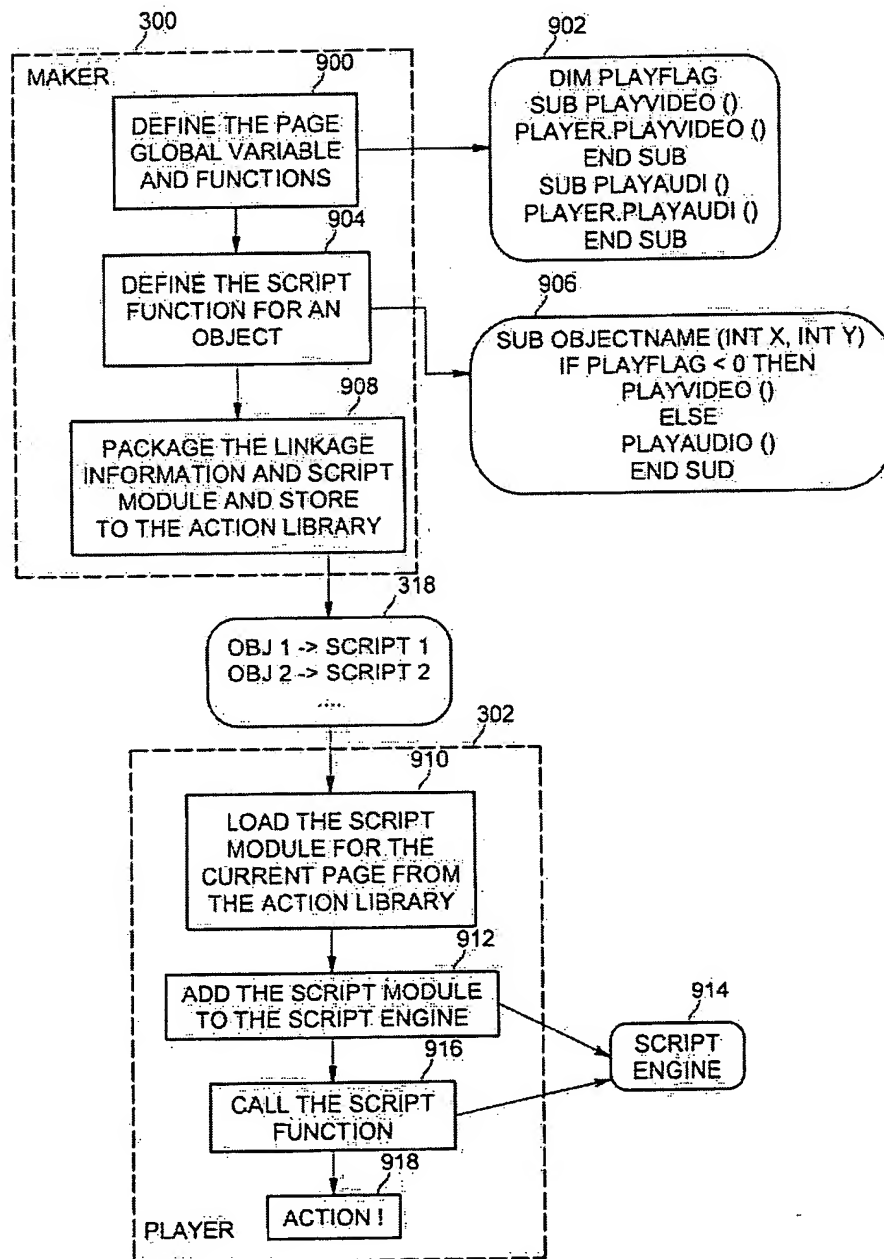 300
MAKER
900
DEFINE THE PAGE
GLOBAL VARIABLE
AND FUNCTIONS
902
DIM PLAYFLAG
SUB PLAYVIDEO ()
PLAYER.PLAYVIDEO ()
END SUB
SUB PLAYAUDI ()
PLAYER.PLAYAUDI ()
END SUB
904
DEFINE THE SCRIPT
FUNCTION FOR AN
OBJECT
906
SUB OBJECTNAME (INT X, INT Y)
IF PLAYFLAG < 0 THEN
PLAYVIDEO ()
ELSE
PLAYAUDIO ()
END SUD
908
PACKAGE THE LINKAGE
INFORMATION AND SCRIPT
MODULE AND STORE
TO THE ACTION LIBRARY
318
OBJ 1 -> SCRIPT 1
OBJ 2 -> SCRIPT 2
....
302
910
LOAD THE SCRIPT
MODULE FOR THE
CURRENT PAGE FROM
THE ACTION LIBRARY
912
ADD THE SCRIPT MODULE
TO THE SCRIPT ENGINE
914
SCRIPT
ENGINE
916
CALL THE SCRIPT
FUNCTION
918
ACTION !
PLAYER